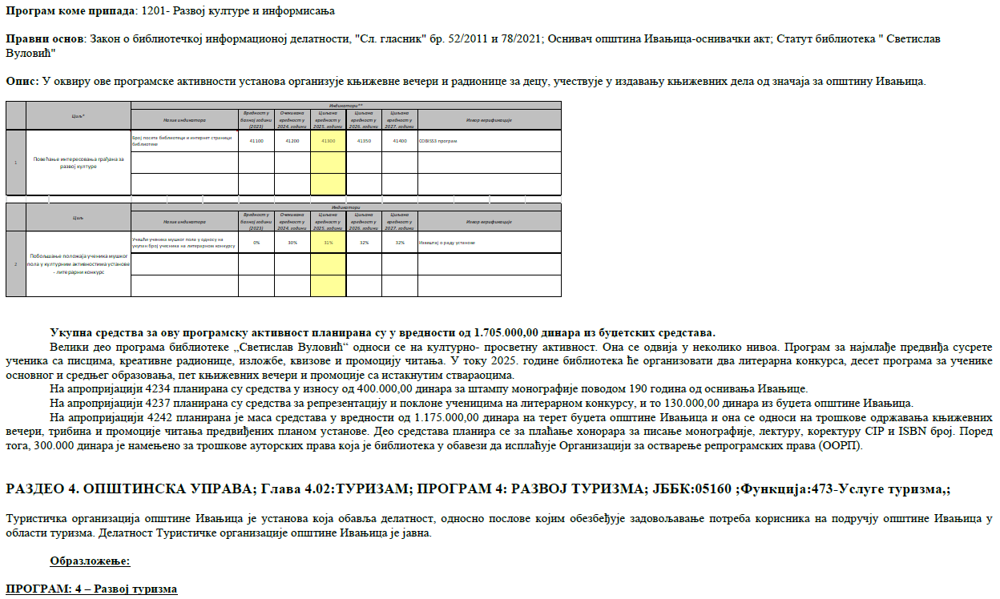 Програм коме припада: 1201- Развој културе и информисања
Правни основ: Закон о библиотечкој информационој делатности, "Сл. гласник" бр. 52/2011 и 78/2021; Оснивач општина Ивањица-оснивачки акт; Статут библиотека " Светислав
Вуловић"
Опис: У оквиру ове програмске активности установа организује књижевне вечери и радионице за децу, учествује у издавању књижевних дела од значаја за општину Ивањица.
Циљ*
Индикатори**
Назив индикатора
Вредност у базној години (2023)
Очекивана вредност у 2024. години
Циљана вредност у 2025. години
Циљана вредност у 2026. години
Циљана вредност у 2027. години
Извор верификације
1
Повећање интересовања грађана за
развој културе
Број посета библиотеци и интернет страници
библиотеке
41100 41200 41300 41350 41400 COBISS3 програм
Циљ
Индикатори
Назив индикатора
Вредност у базној години (2023)
Очекивана вредност у 2024. години
Циљана вредност у 2025. години
Циљана вредност у 2026. години
Циљана вредност у 2027. години
Извор верификације
2
Побољшање положаја ученика мушког
пола у културним активностима установе
- литерарни конкурс
Учешће ученика мушког пола у односу на
укупан број учесника на литерарном конкурсу
0% 30% 31% 32% 32% Извештај о раду установе
Укупна средства за ову програмску активност планирана су у вредности од 1.705.000,00 динара из буџетских средстава.
Велики део програма библиотеке „Светислав Вуловић“ односи се на културно- просветну активност. Она се одвија у неколико нивоа. Програм за најмлађе предвиђа сусрете
ученика са писцима, креативне радионице, изложбе, квизове и промоцију читања. У току 2025. године библиотека ће организовати два литерарна конкурса, десет програма за ученике
основног и средњег образовања, пет књижевних вечери и промоције са истакнутим ствараоцима.
На апропријацији 4234 планирана су средства у износу од 400.000,00 динара за штампу монографије поводом 190 година од оснивања Ивањице.
На апропријацији 4237 планирана су средства за репрезентацију и поклоне ученицима на литерарном конкурсу, и то 130.000,00 динара из буџета општине Ивањица.
На апропријацији 4242 планирана је маса средстава у вредности од 1.175.000,00 динара на терет буџета општине Ивањица и она се односи на трошкове одржавања књижевних
вечери, трибина и промоције читања предвиђених планом установе. Део средстава планира се за плаћање хонорара за писање монографије, лектуру, коректуру CIP и ISBN број. Поред
тога, 300.000 динара је намењено за трошкове ауторских права која је библиотека у обавези да исплаћује Организацији за остварење репрограмских права (ООРП).
РАЗДЕО 4. ОПШТИНСКА УПРАВА; Глава 4.02:ТУРИЗАМ; ПРОГРАМ 4: РАЗВОЈ ТУРИЗМА; ЈББК:05160 ;Функција:473-Услуге туризма,;
Туристичка организација општине Ивањица је установа која обавља делатност, односно послове којим обезбеђује задовољавање потреба корисника на подручју општине Ивањица у
области туризма. Делатност Туристичке организације општине Ивањица је јавна.
Образложење:
ПРОГРАМ: 4 – Развој туризма